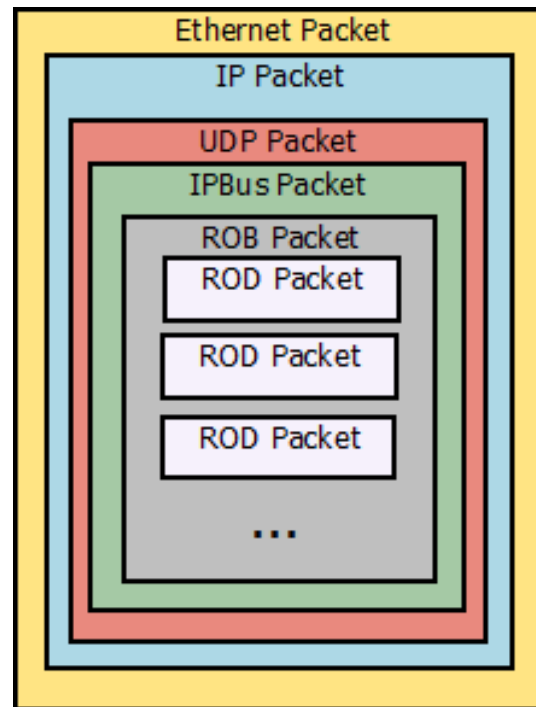 Ethernet Packet
IP Packet
UDP Packet
IPBus Packet
ROB Packet
ROD Packet
ROD Packet
ROD Packet
...